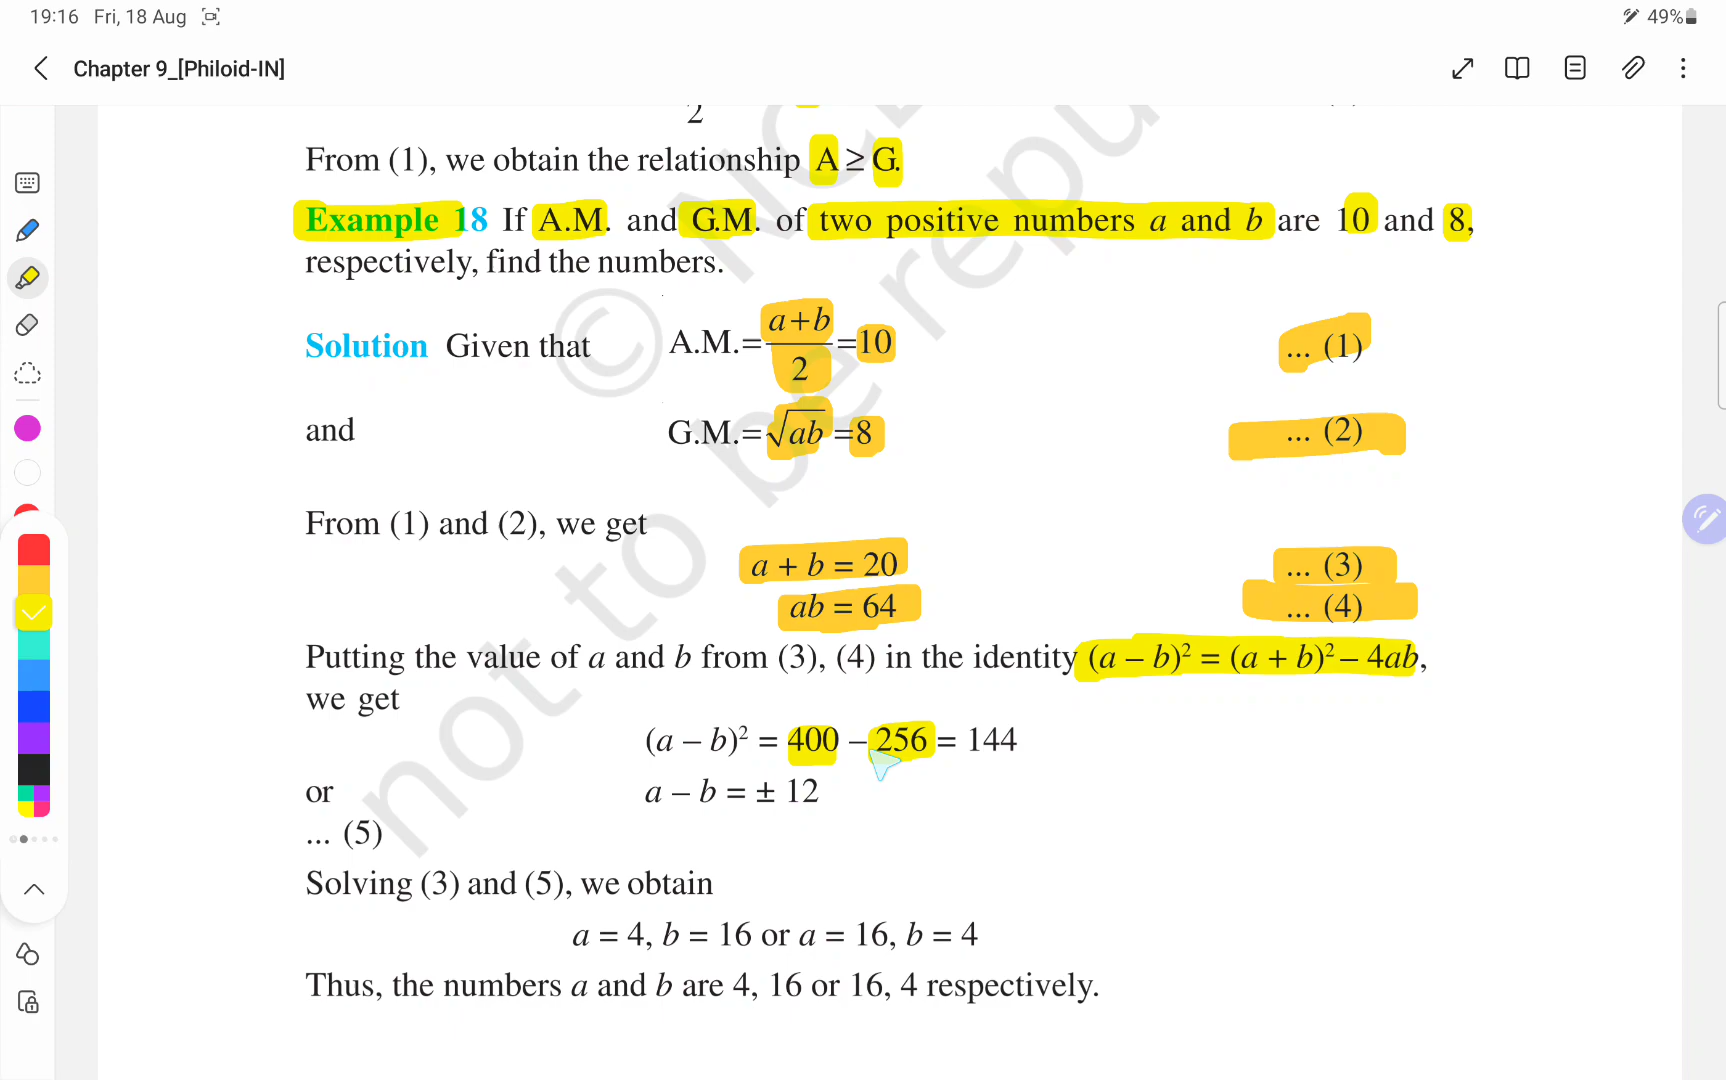 19:16 Fri, 18 Aug 49%
Chapter 9_[Philoid-IN]
2
From (1), we obtain the relationship A ≥ G.
Example 18 If A.M. and G.M. of two positive numbers a and b are 10 and 8,
respectively, find the numbers.
Solution Given that A.M.= a+b/2 =10 ... (1)
and G.M.= √ab =8 ... (2)
From (1) and (2), we get
a + b = 20 ... (3)
ab = 64 ... (4)
Putting the value of a and b from (3), (4) in the identity (a – b)² = (a + b)² – 4ab,
we get
(a – b)² = 400 – 256 = 144
or a – b = ± 12
... (5)
Solving (3) and (5), we obtain
a = 4, b = 16 or a = 16, b = 4
Thus, the numbers a and b are 4, 16 or 16, 4 respectively.
not to be repu